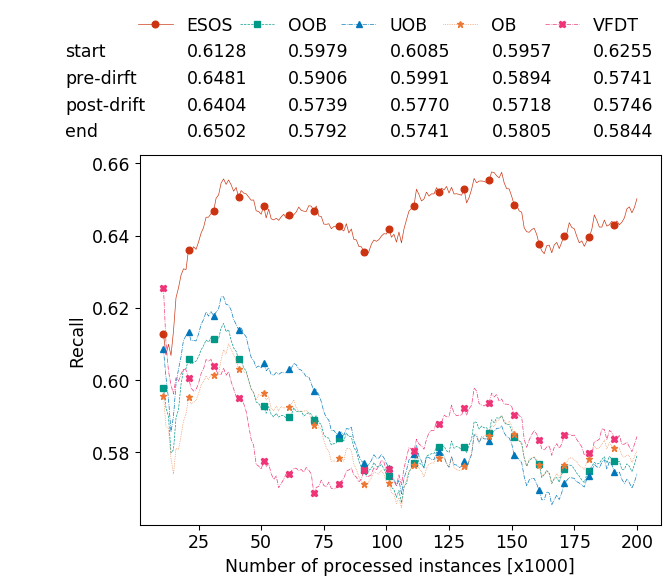 ESOS OOB UOB OB VFDT
start 0.6128 0.5979 0.6085 0.5957 0.6255
pre-dirft 0.6481 0.5906 0.5991 0.5894 0.5741
post-drift 0.6404 0.5739 0.5770 0.5718 0.5746
end 0.6502 0.5792 0.5741 0.5805 0.5844
0.66
0.64
0.62
0.60
0.58
Recall
25 50 75 100 125 150 175 200
Number of processed instances [x1000]